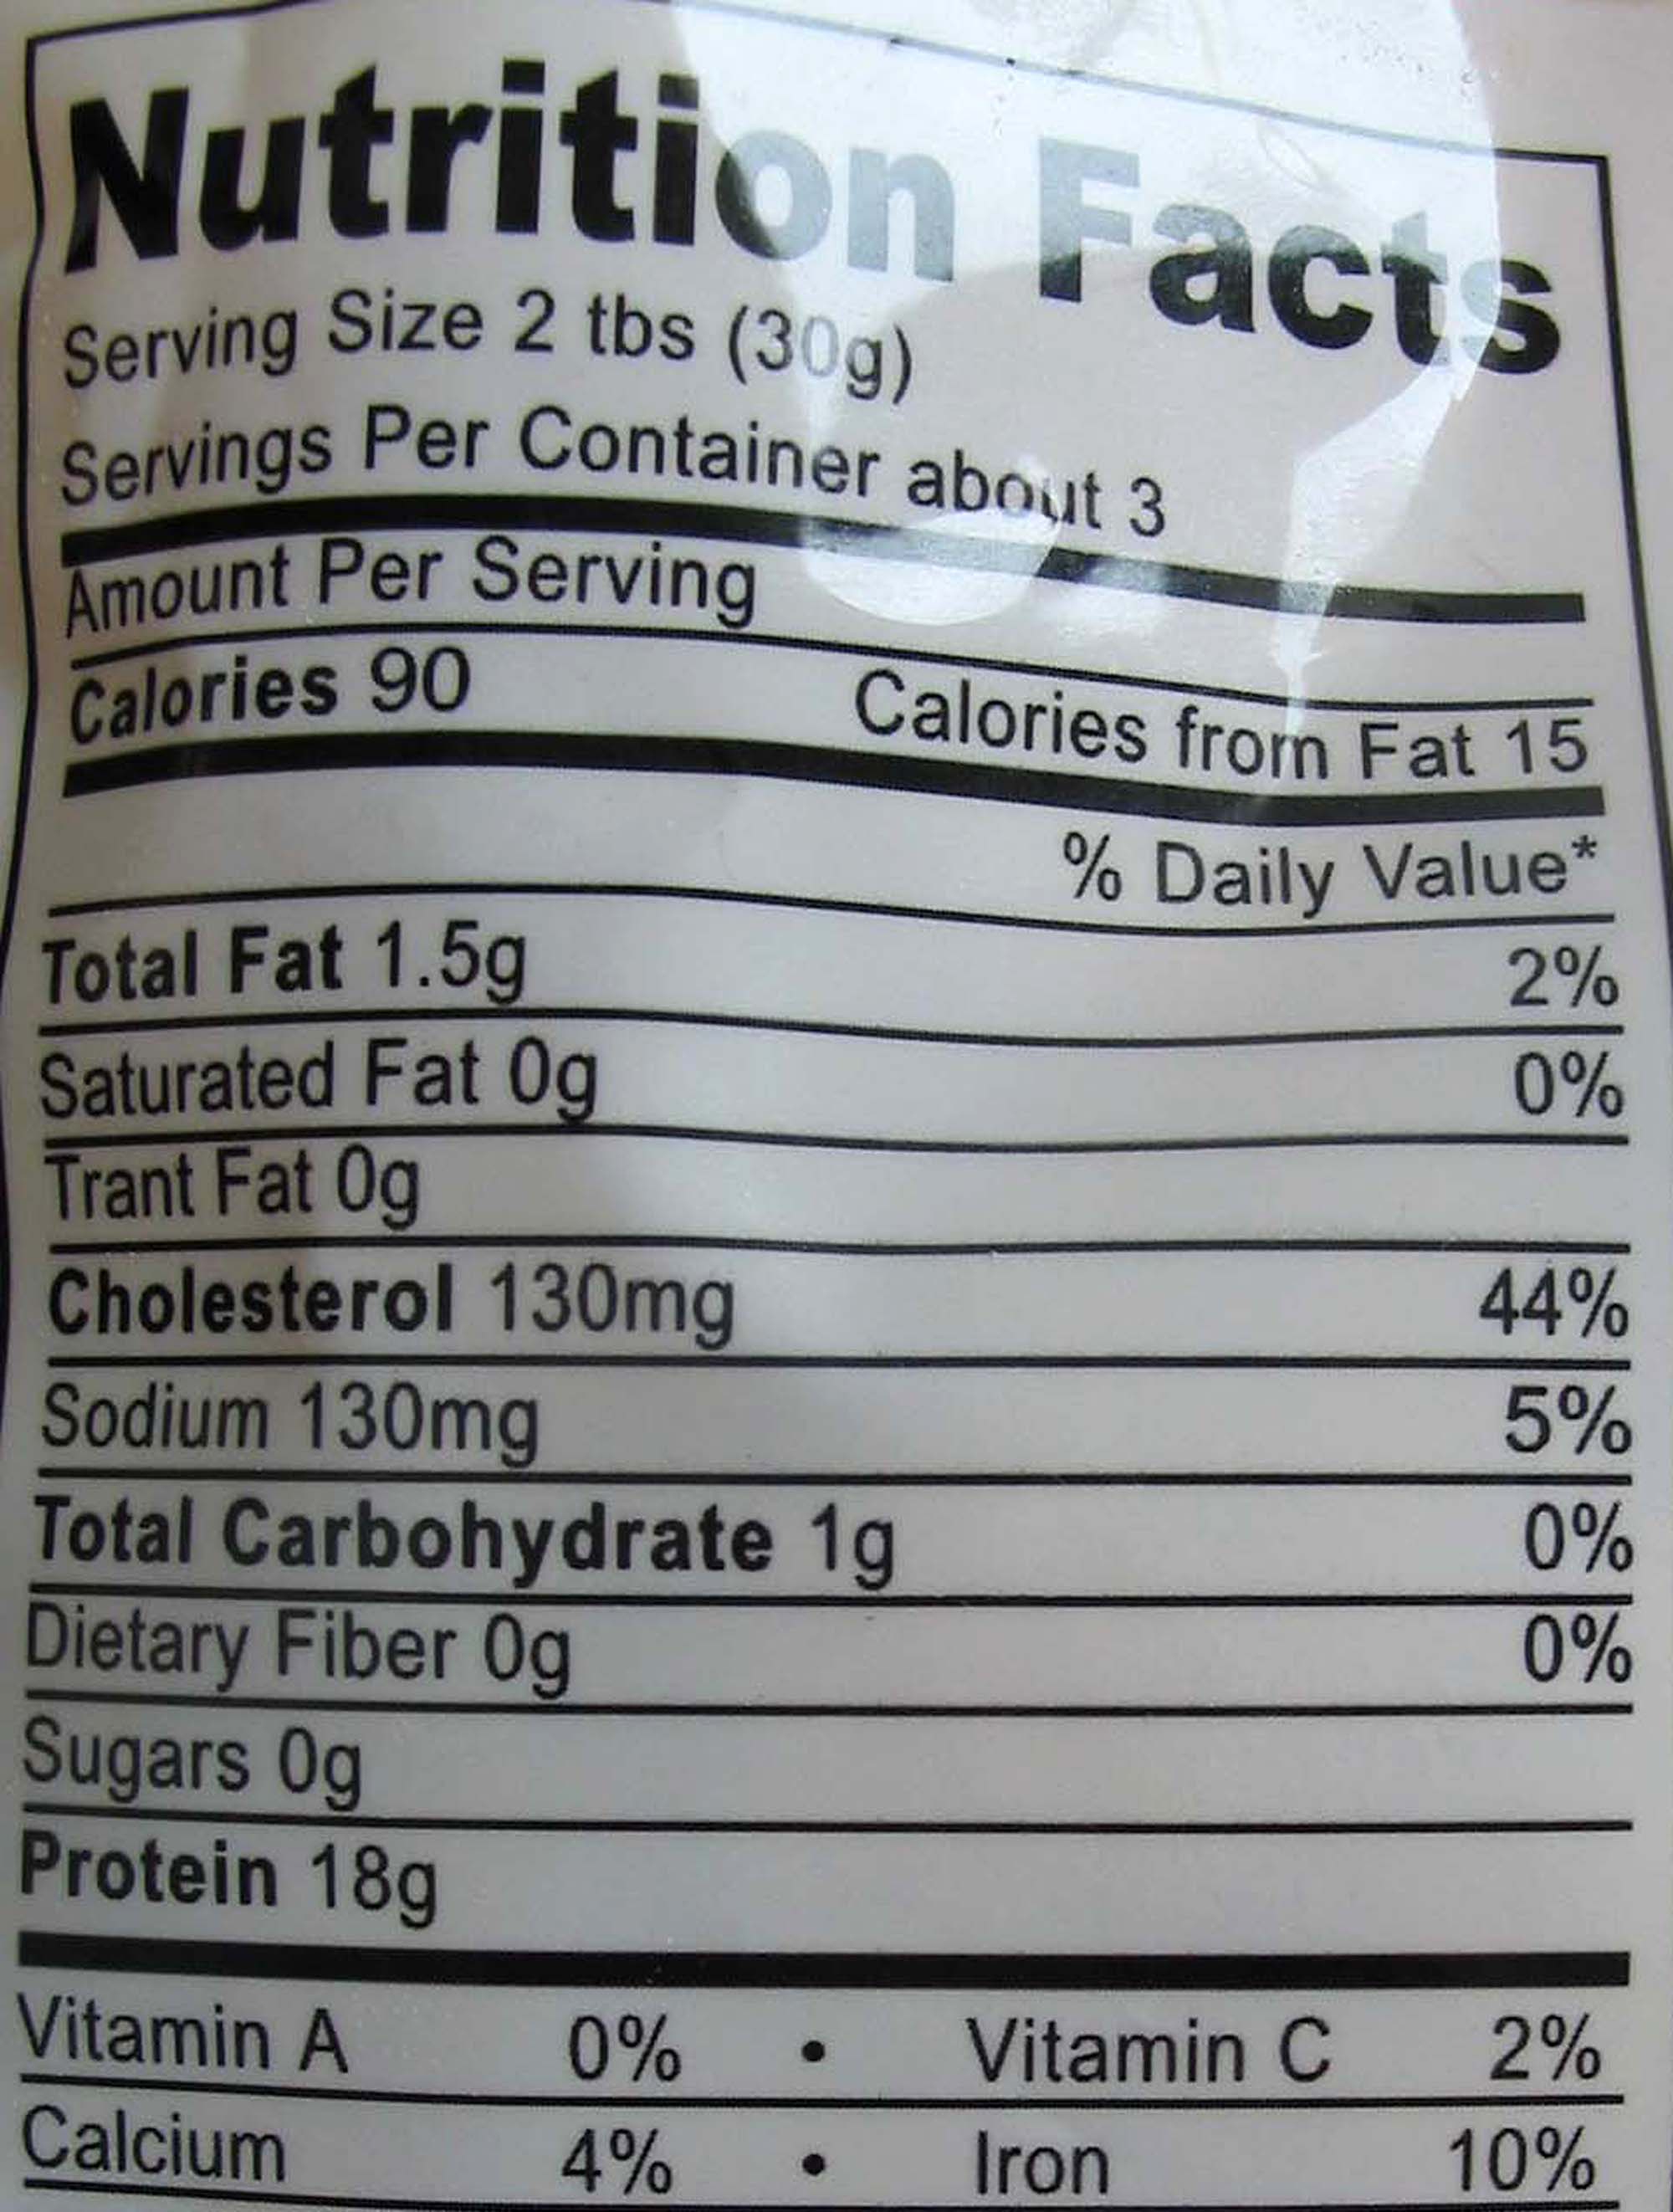 Nutrition Facts
Serving Size 2 tbs (30g)
Servings Per Container about 3
Amount Per Serving
Calories 90 Calories from Fat 15
% Daily Value*
Total Fat 1.5g 2%
Saturated Fat 0g 0%
Trant Fat 0g
Cholesterol 130mg 44%
Sodium 130mg 5%
Total Carbohydrate 1g 0%
Dietary Fiber 0g 0%
Sugars 0g
Protein 18g
Vitamin A 0% • Vitamin C 2%
Calcium 4% • Iron 10%